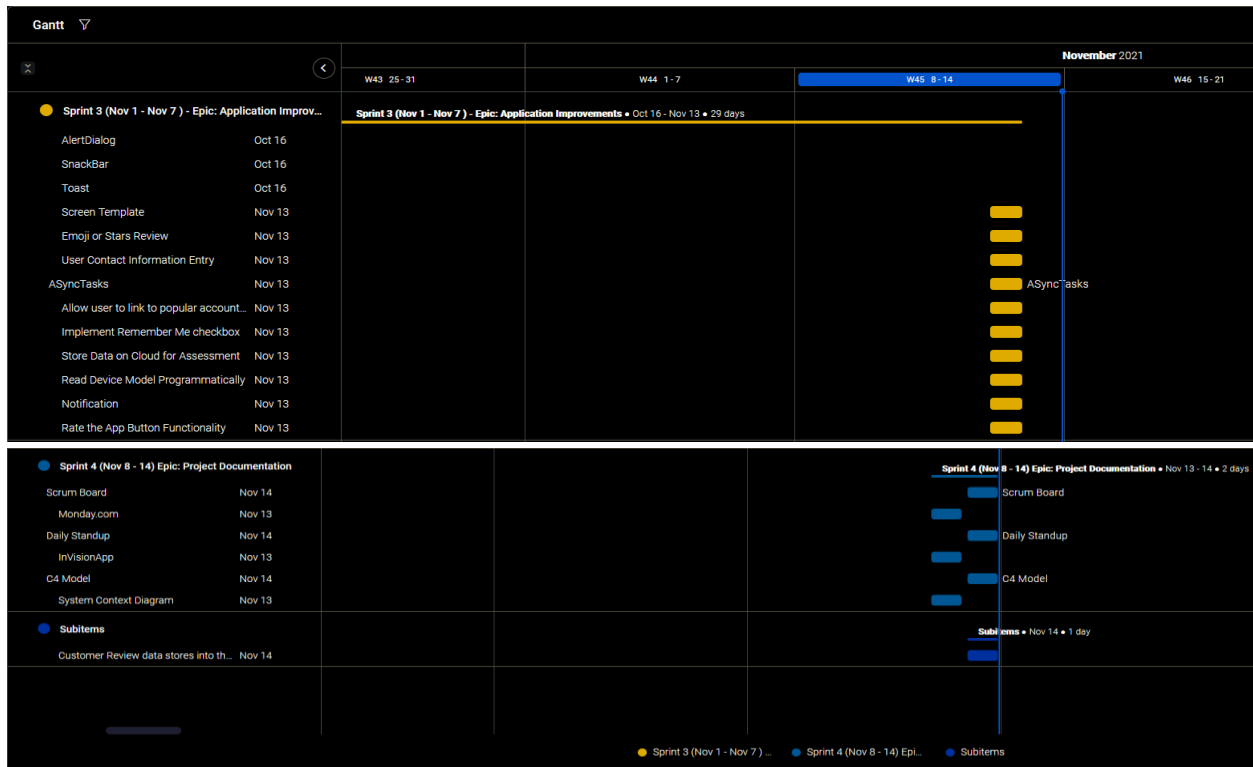 Gantt
November 2021
W43 25 - 31 W44 1 - 7 W45 8 - 14 W46 15 - 21
Sprint 3 (Nov 1 - Nov 7 ) - Epic: Application Improv...
Sprint 3 (Nov 1 - Nov 7 ) - Epic: Application Improvements • Oct 16 - Nov 13 • 29 days
AlertDialog Oct 16
SnackBar Oct 16
Toast Oct 16
Screen Template Nov 13
Emoji or Stars Review Nov 13
User Contact Information Entry Nov 13
ASyncTasks Nov 13 ASyncTasks
Allow user to link to popular account... Nov 13
Implement Remember Me checkbox Nov 13
Store Data on Cloud for Assessment Nov 13
Read Device Model Programmatically Nov 13
Notification Nov 13
Rate the App Button Functionality Nov 13
Sprint 4 (Nov 8 - 14) Epic: Project Documentation
Sprint 4 (Nov 8 - 14) Epic: Project Documentation • Nov 13 - 14 • 2 days
Scrum Board Nov 14 Scrum Board
Monday.com Nov 13
Daily Standup Nov 14 Daily Standup
InVisionApp Nov 13
C4 Model Nov 14 C4 Model
System Context Diagram Nov 13
Subitems
Subitems • Nov 14 • 1 day
Customer Review data stores into th... Nov 14
Sprint 3 (Nov 1 - Nov 7 ) ... Sprint 4 (Nov 8 - 14) Epi... Subitems